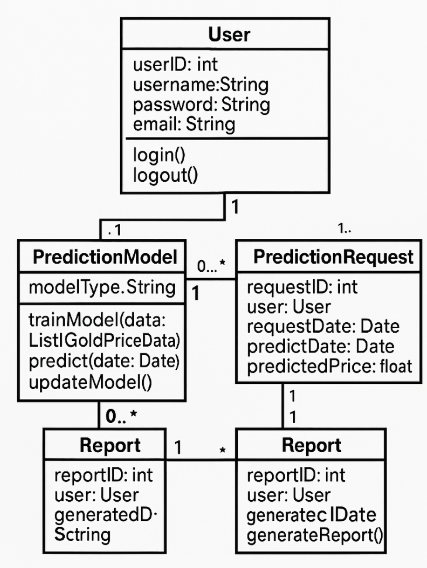 User
userID: int
username:String
password: String
email: String
login()
logout()
1
.1
1..
PredictionModel
modelType.String
trainModel(data:
ListIGoldPriceData)
predict(date: Date)
updateModel()
0...*
1
PredictionRequest
requestID: int
user: User
requestDate: Date
predictDate: Date
predictedPrice: float
0..*
1
1
Report
reportID: int
user: User
generatedD·
Sctring
1
*
Report
reportID: int
user: User
generatec IDate
generateReport()